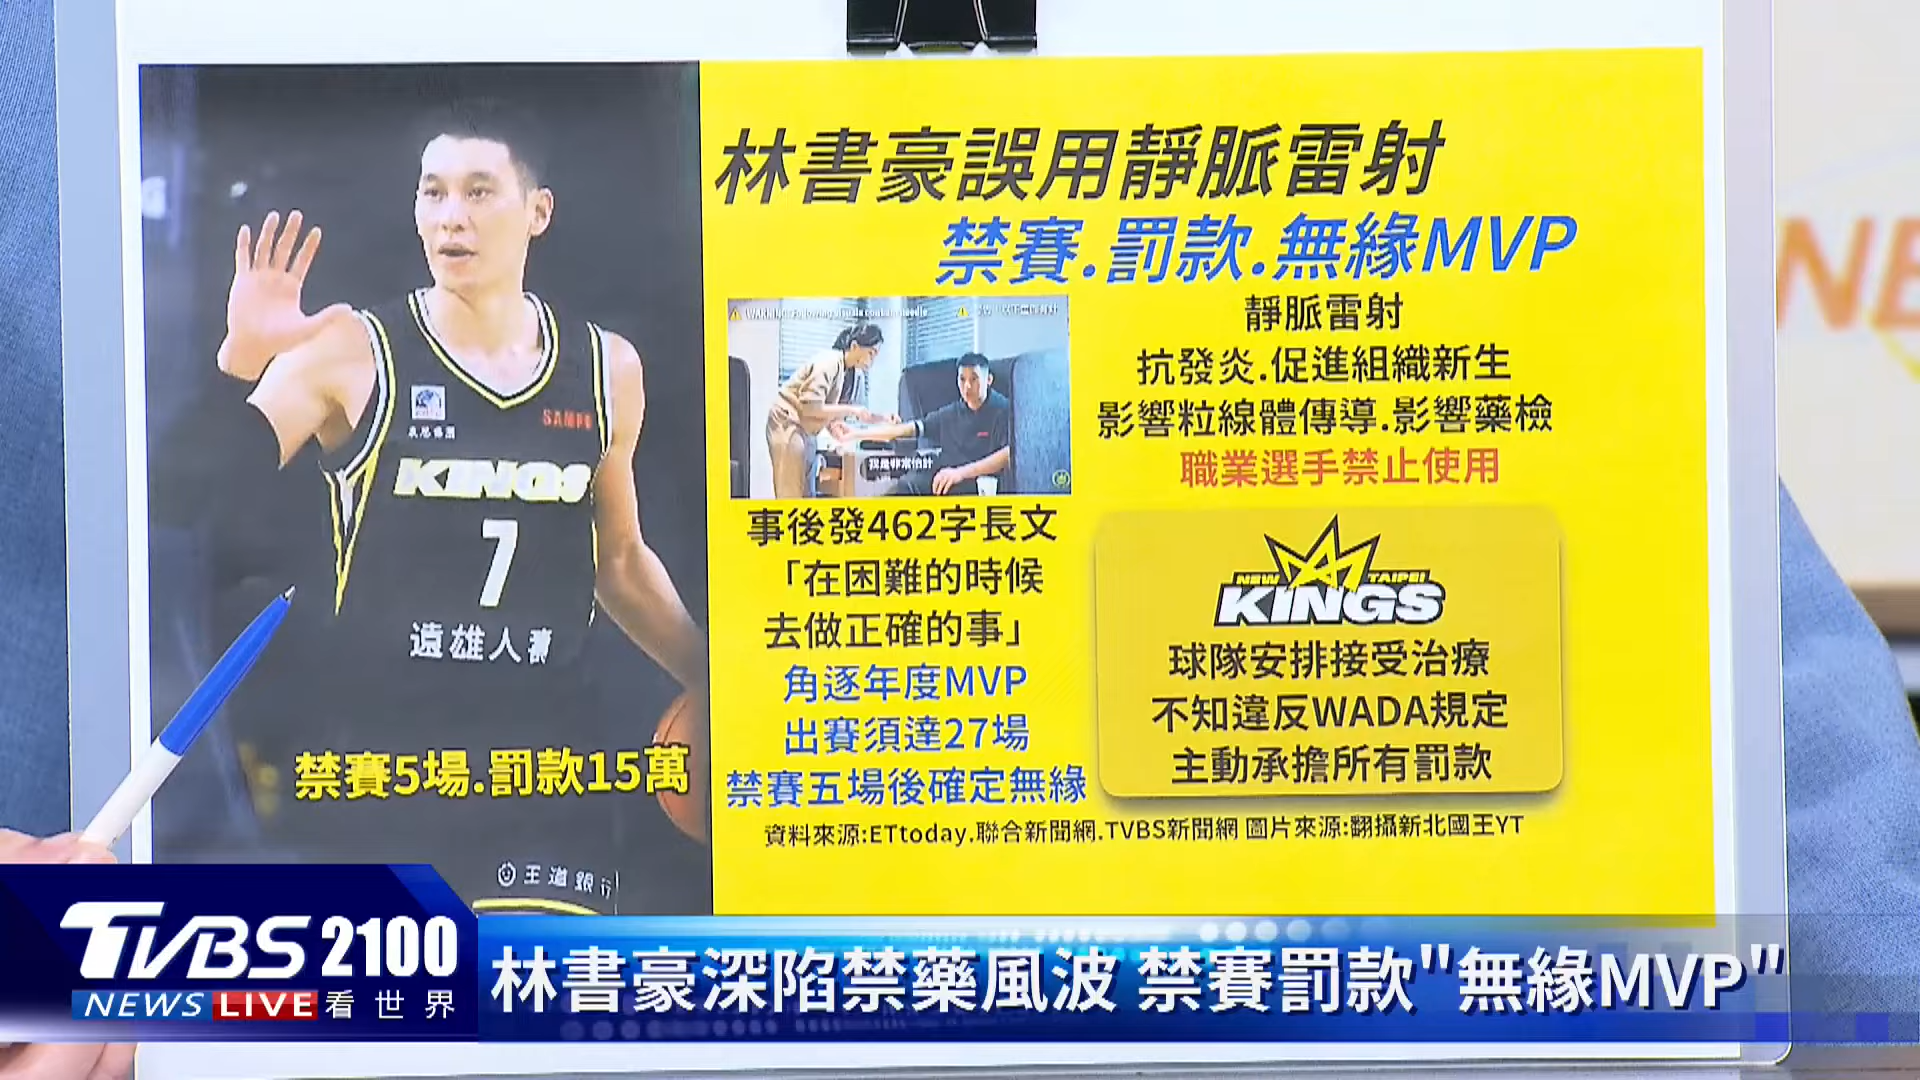 林書豪誤用靜脈雷射
禁賽.罰款.無緣MVP
靜脈雷射
抗發炎.促進組織新生
影響粒線體傳導.影響藥檢
職業選手禁止使用
事後發462字長文
「在困難的時候
去做正確的事」
角逐年度MVP
出賽須達27場
禁賽五場後確定無緣
NEW TAIPEI
KINGS
球隊安排接受治療
不知違反WADA規定
主動承擔所有罰款
資料來源:ETtoday.聯合新聞網.TVBS新聞網 圖片來源:翻攝新北國王YT
SAMPO
KINGS
7
遠雄人壽
禁賽5場.罰款15萬
王道銀行
NE
TVBS 2100
NEWS LIVE 看世界
林書豪深陷禁藥風波 禁賽罰款"無緣MVP"